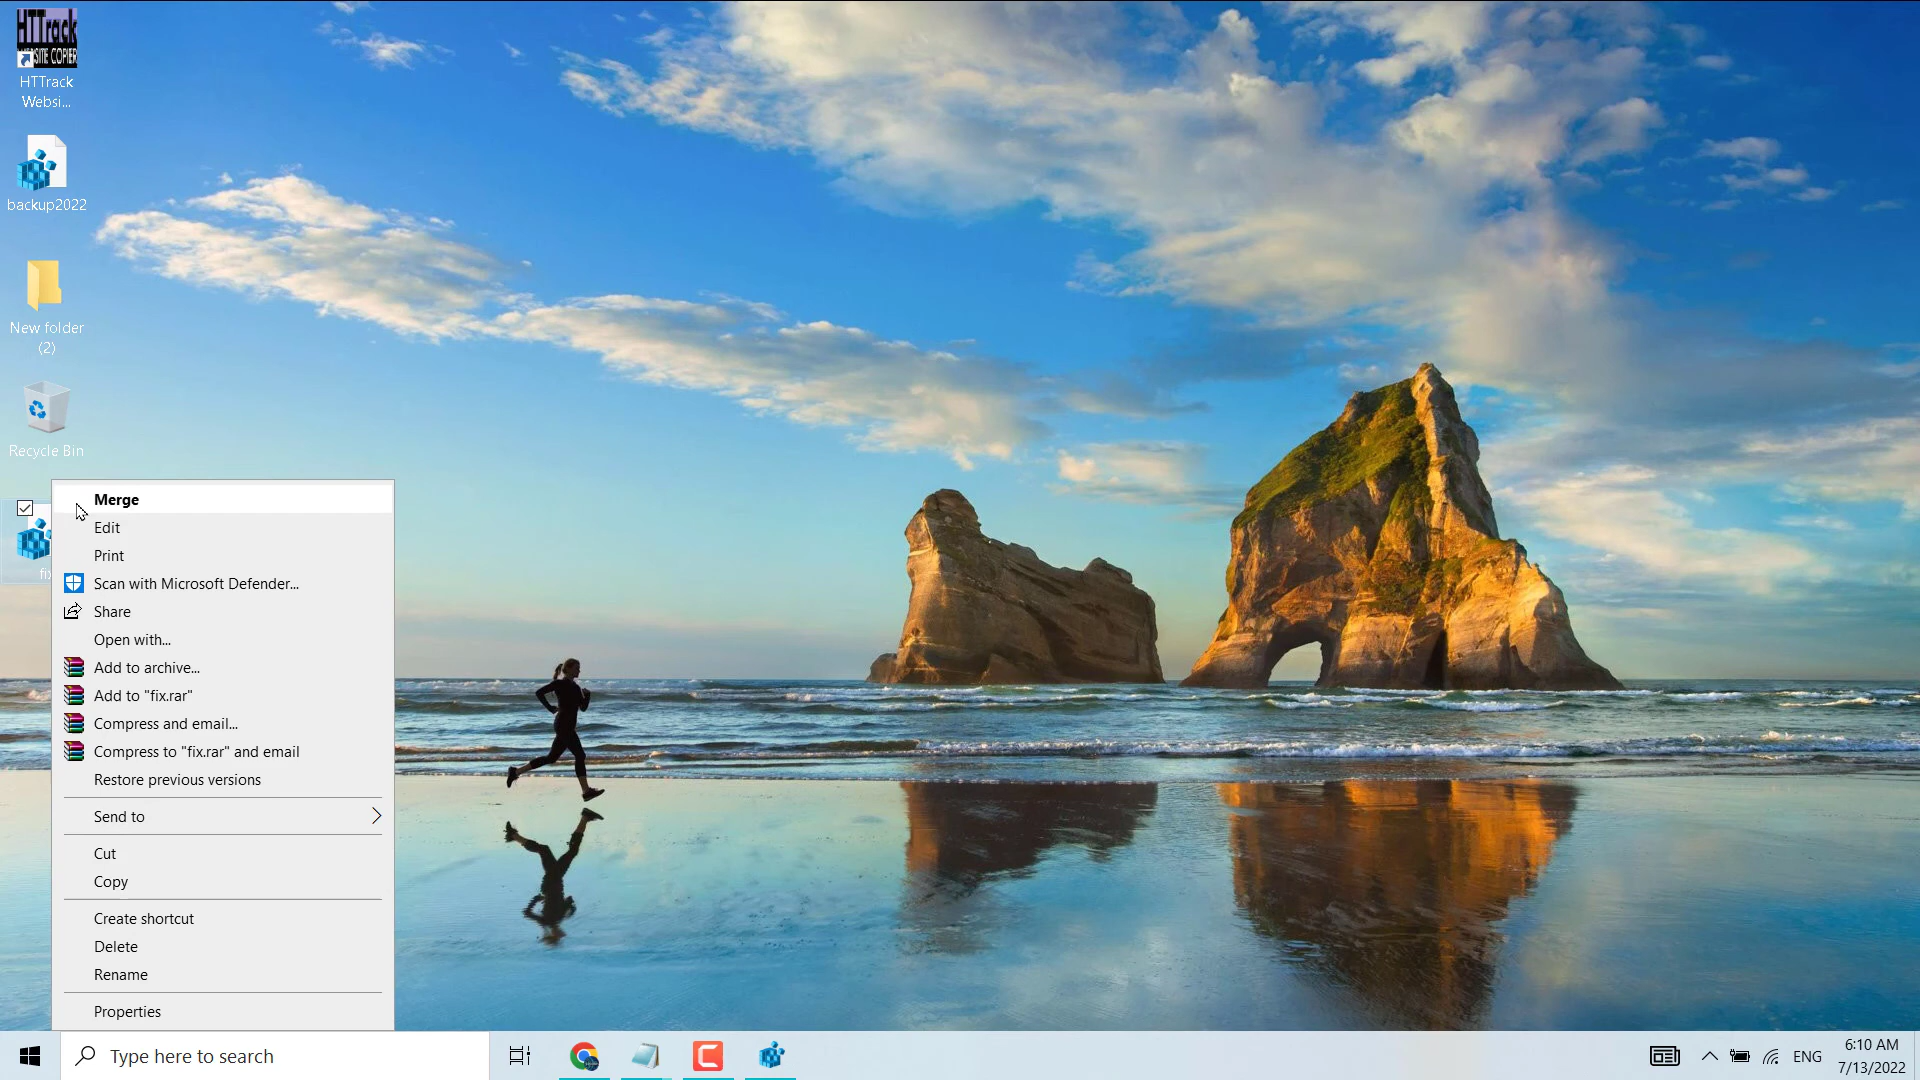 HTTrack
WEBSITE COPIER
HTTrack
Websi...
backup2022
New folder
(2)
Recycle Bin
Merge
Edit
Print
Scan with Microsoft Defender...
Share
Open with...
Add to archive...
Add to "fix.rar"
Compress and email...
Compress to "fix.rar" and email
Restore previous versions
Send to
Cut
Copy
Create shortcut
Delete
Rename
Properties
Type here to search
ENG
6:10 AM
7/13/2022